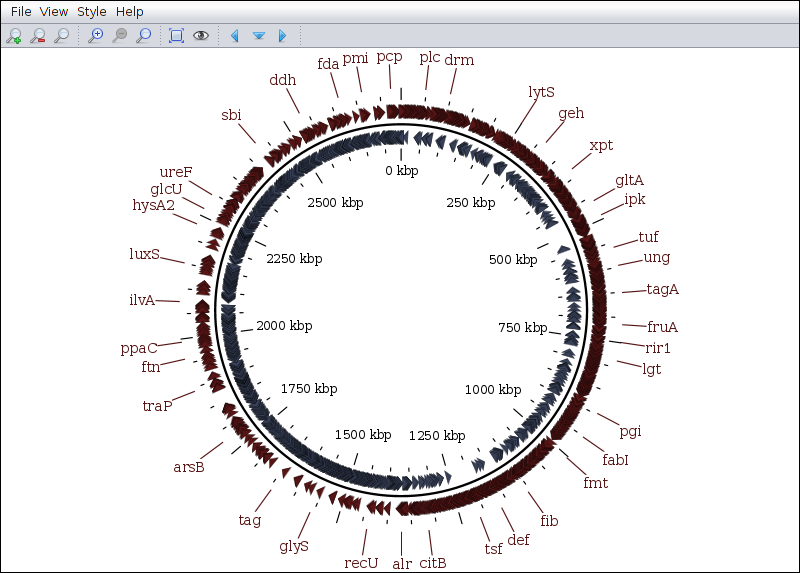 File View Style Help
pcp
plc
drm
lytS
geh
xpt
gltA
ipk
tuf
ung
tagA
fruA
rir1
lgt
pgi
fabI
fmt
fib
def
tsf
citB
alr
recU
glyS
tag
arsB
traP
ftn
ppaC
ilvA
luxS
hysA2
glcU
ureF
sbi
ddh
fda
pmi
0 kbp
250 kbp
500 kbp
750 kbp
1000 kbp
1250 kbp
1500 kbp
1750 kbp
2000 kbp
2250 kbp
2500 kbp